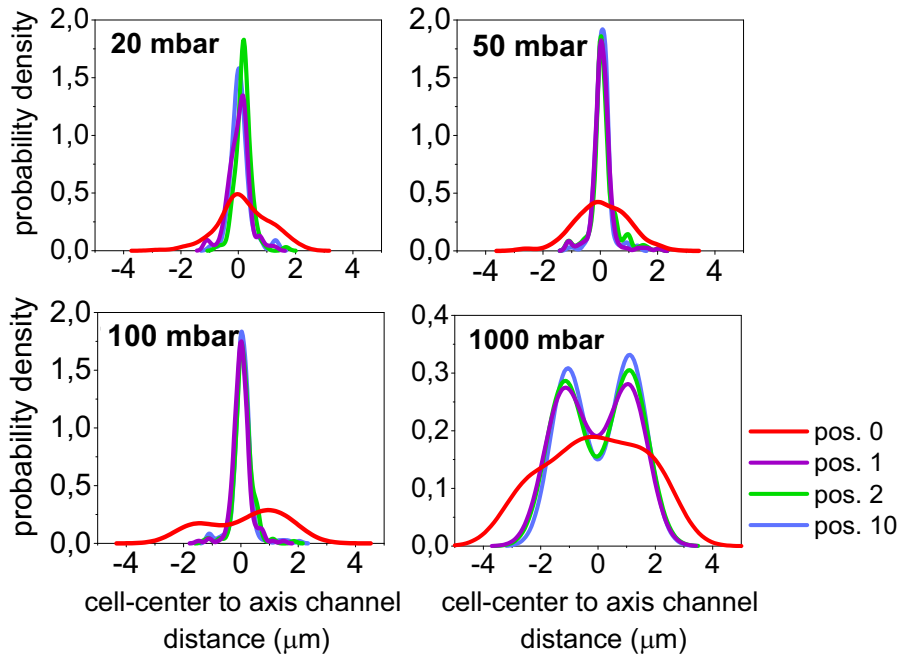 20 mbar
probability density
2,0
1,5
1,0
0,5
0,0
-4 -2 0 2 4
50 mbar
2,0
1,5
1,0
0,5
0,0
-4 -2 0 2 4
100 mbar
probability density
2,0
1,5
1,0
0,5
0,0
-4 -2 0 2 4
cell-center to axis channel
distance (μm)
1000 mbar
0,4
0,3
0,2
0,1
0,0
-4 -2 0 2 4
cell-center to axis channel
distance (μm)
pos. 0
pos. 1
pos. 2
pos. 10